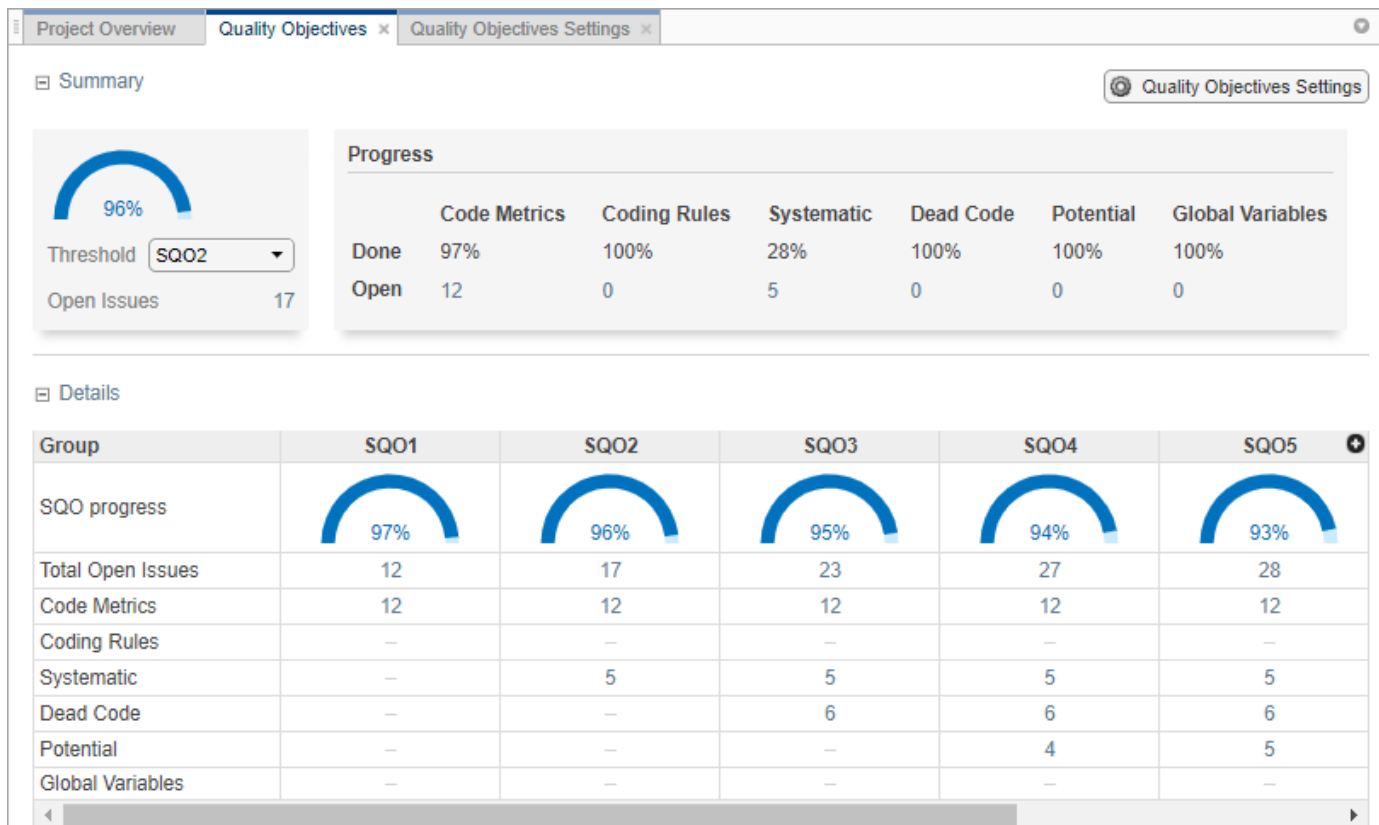 Project Overview Quality Objectives × Quality Objectives Settings ×
Summary
Quality Objectives Settings
96%
Threshold SQO2
Open Issues 17
Progress
Code Metrics Coding Rules Systematic Dead Code Potential Global Variables
Done 97% 100% 28% 100% 100% 100%
Open 12 0 5 0 0 0
Details
Group SQO1 SQO2 SQO3 SQO4 SQO5
SQO progress 97% 96% 95% 94% 93%
Total Open Issues 12 17 23 27 28
Code Metrics 12 12 12 12 12
Coding Rules – – – – –
Systematic – 5 5 5 5
Dead Code – – 6 6 6
Potential – – – 4 5
Global Variables – – – – –